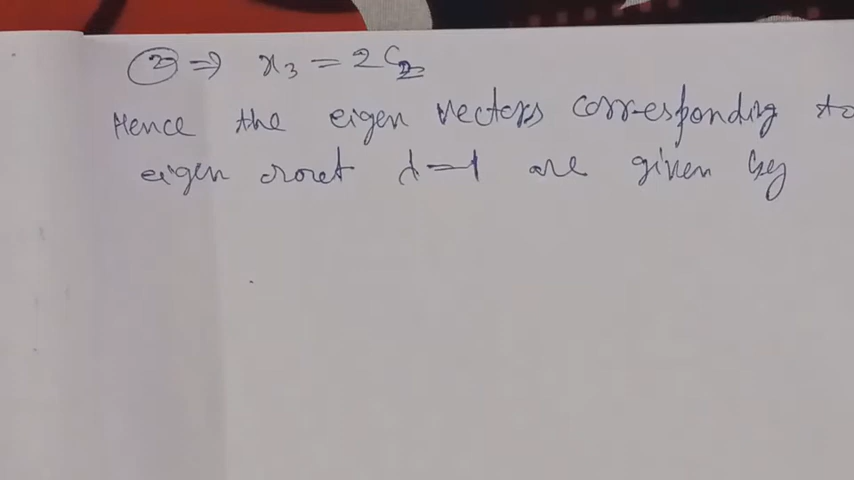 ② ⇒ x₃ = 2C₂
Hence the eigen vectors corresponding to
eigen root λ=1 are given by